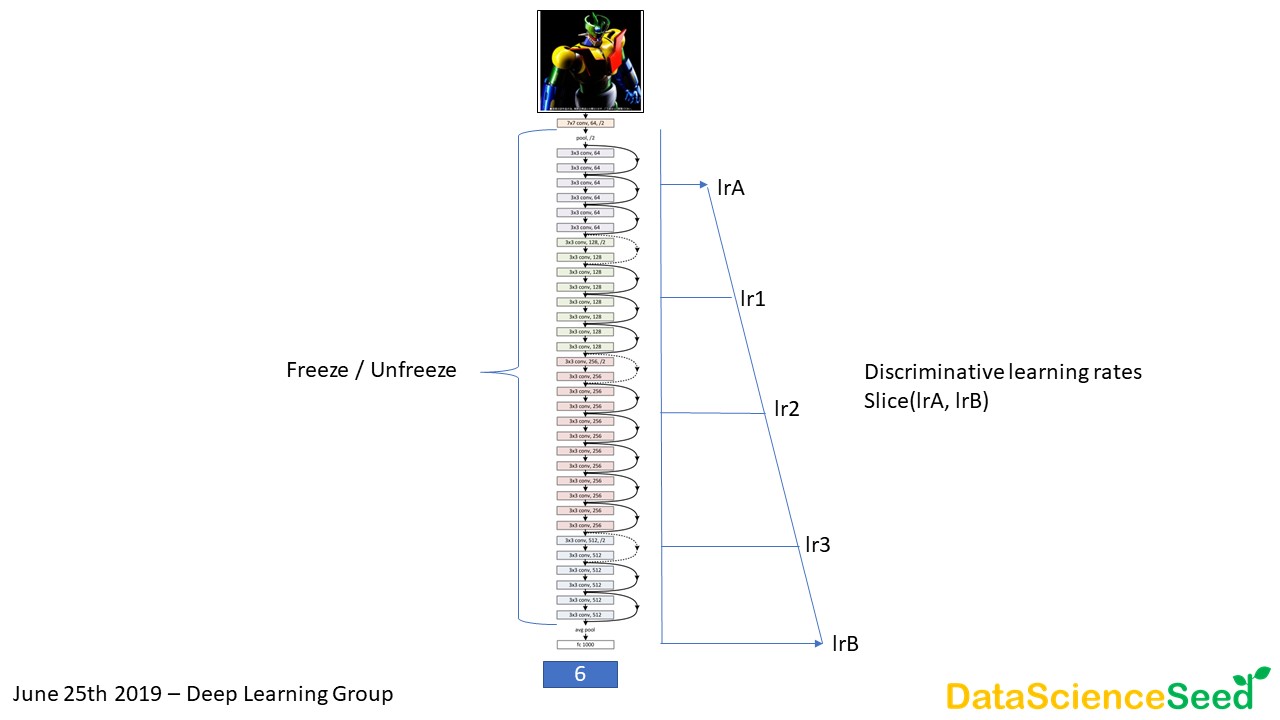 7x7 conv, 64, /2
pool, /2
3x3 conv, 64
3x3 conv, 64
3x3 conv, 64
3x3 conv, 64
3x3 conv, 64
3x3 conv, 64
3x3 conv, 128, /2
3x3 conv, 128
3x3 conv, 128
3x3 conv, 128
3x3 conv, 128
3x3 conv, 128
3x3 conv, 128
3x3 conv, 128
3x3 conv, 256, /2
3x3 conv, 256
3x3 conv, 256
3x3 conv, 256
3x3 conv, 256
3x3 conv, 256
3x3 conv, 256
3x3 conv, 256
3x3 conv, 256
3x3 conv, 256
3x3 conv, 256
3x3 conv, 256
3x3 conv, 512, /2
3x3 conv, 512
3x3 conv, 512
3x3 conv, 512
3x3 conv, 512
3x3 conv, 512
avg pool
fc 1000
6
Freeze / Unfreeze
lrA
lr1
lr2
lr3
lrB
Discriminative learning rates
Slice(lrA, lrB)
June 25th 2019 – Deep Learning Group
DataScienceSeed